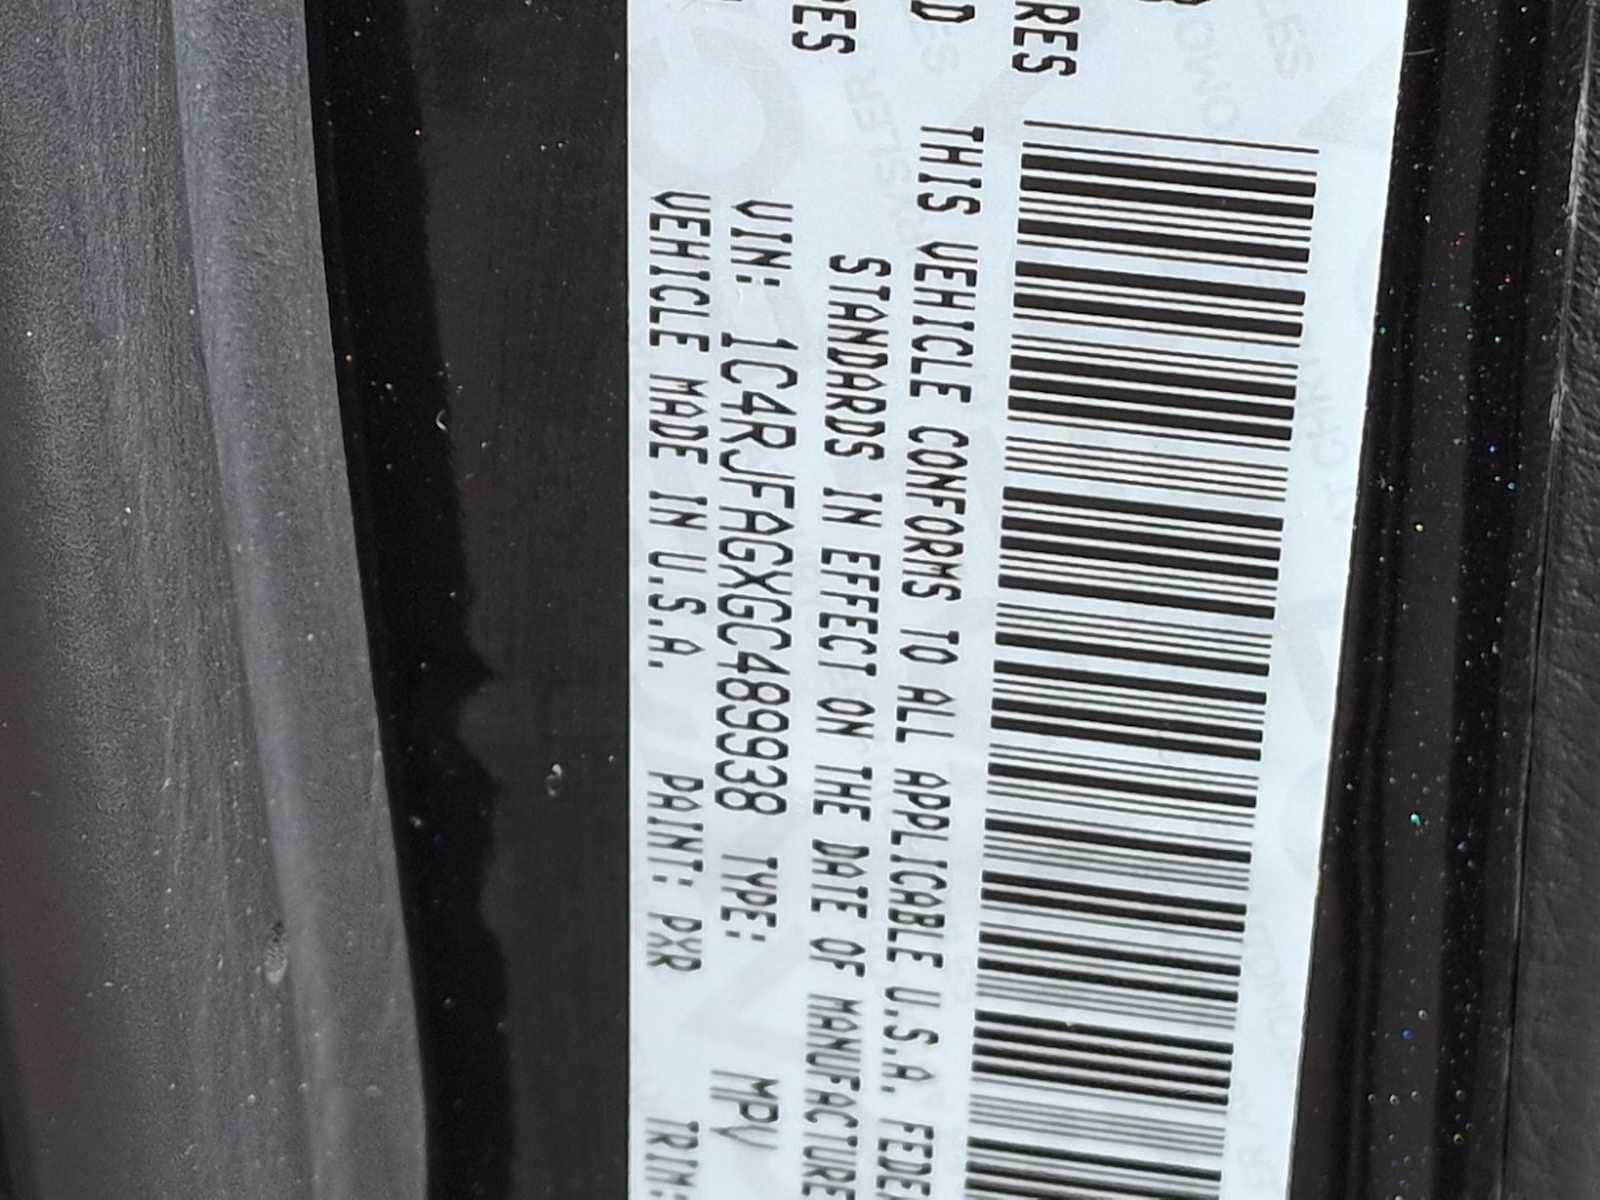 THIS VEHICLE CONFORMS TO ALL APPLICABLE U.S.A. FEDE
STANDARDS IN EFFECT ON THE DATE OF MANUFACTURE
VIN: 1C4RJFAGXGC489938 TYPE: MPV
VEHICLE MADE IN U.S.A. PAINT: PXR TRIM: